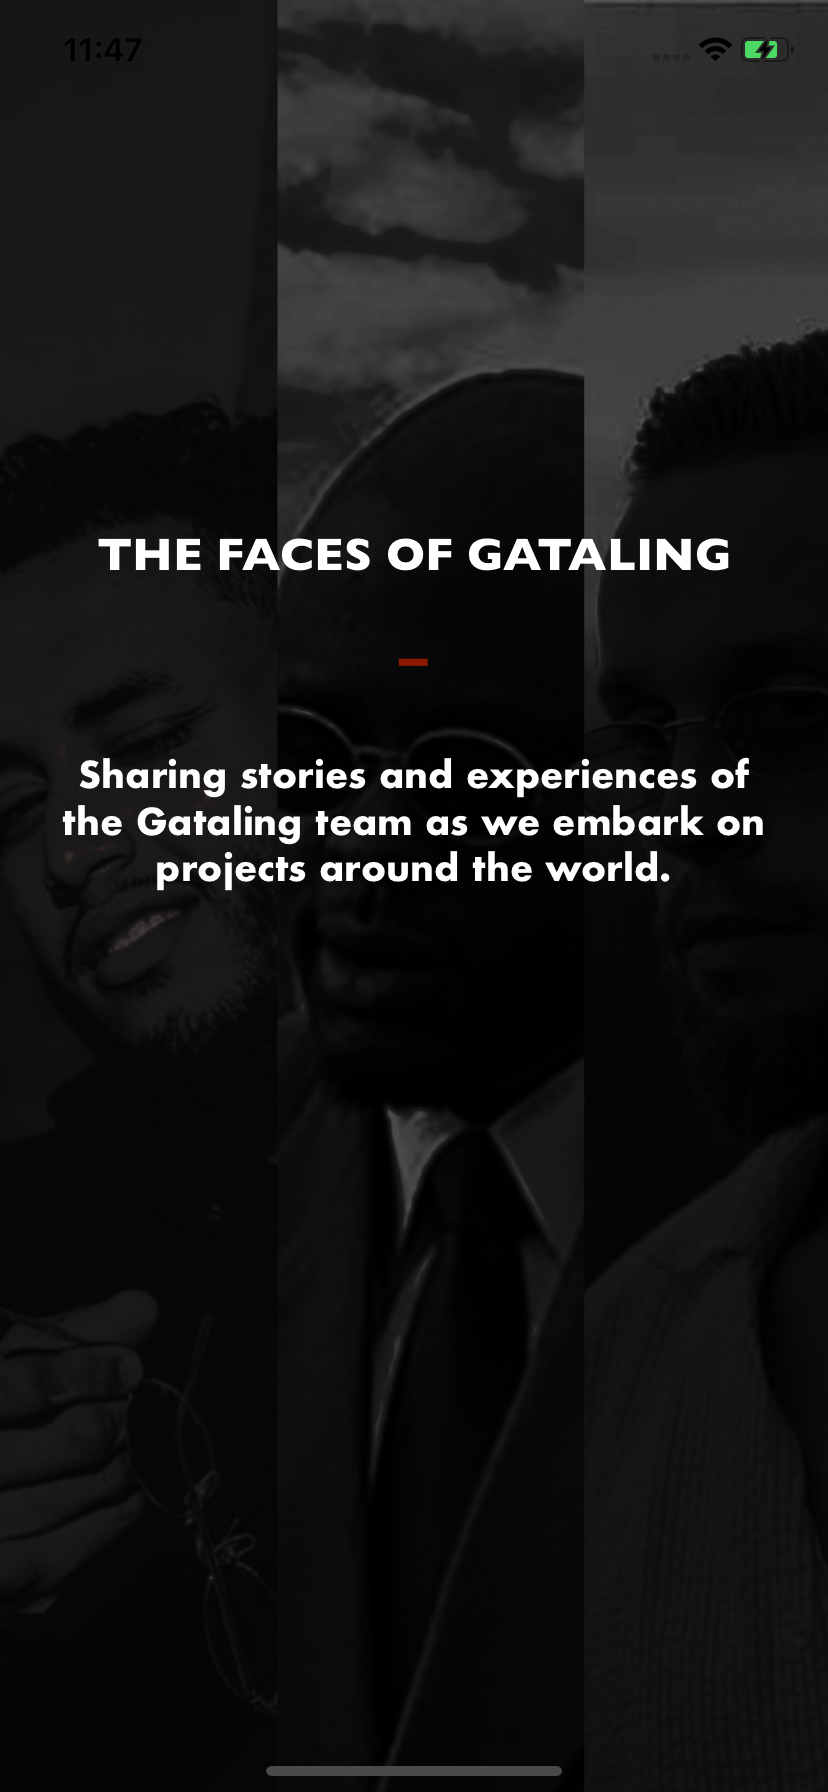 11:47
THE FACES OF GATALING
Sharing stories and experiences of
the Gataling team as we embark on
projects around the world.